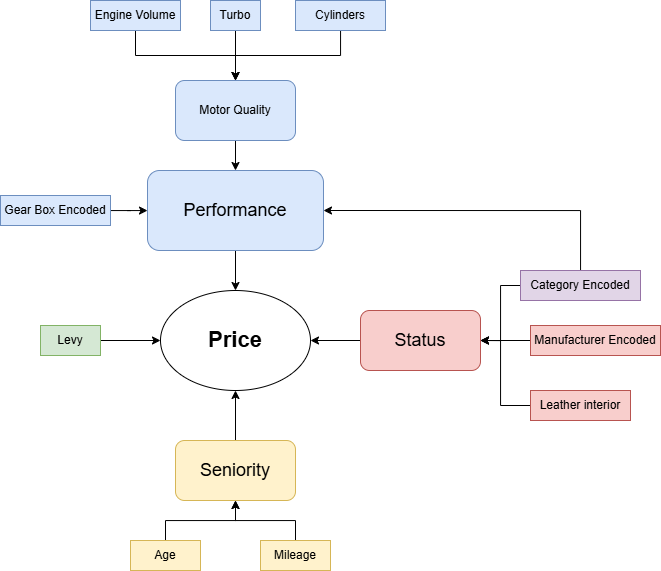 Engine Volume
Turbo
Cylinders
Motor Quality
Gear Box Encoded
Performance
Category Encoded
Levy
Price
Status
Manufacturer Encoded
Leather interior
Seniority
Age
Mileage